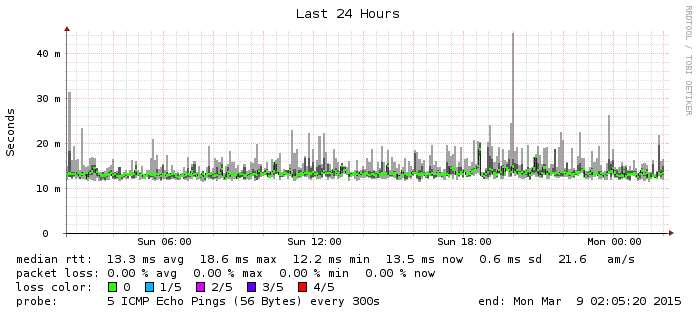 Last 24 Hours
RRDTOOL / TOBI OETIKER
Seconds
40 m
30 m
20 m
10 m
0
Sun 06:00 Sun 12:00 Sun 18:00 Mon 00:00
median rtt: 13.3 ms avg 18.6 ms max 12.2 ms min 13.5 ms now 0.6 ms sd 21.6 am/s
packet loss: 0.00 % avg 0.00 % max 0.00 % min 0.00 % now
loss color: 0 1/5 2/5 3/5 4/5
probe: 5 ICMP Echo Pings (56 Bytes) every 300s end: Mon Mar 9 02:05:20 2015